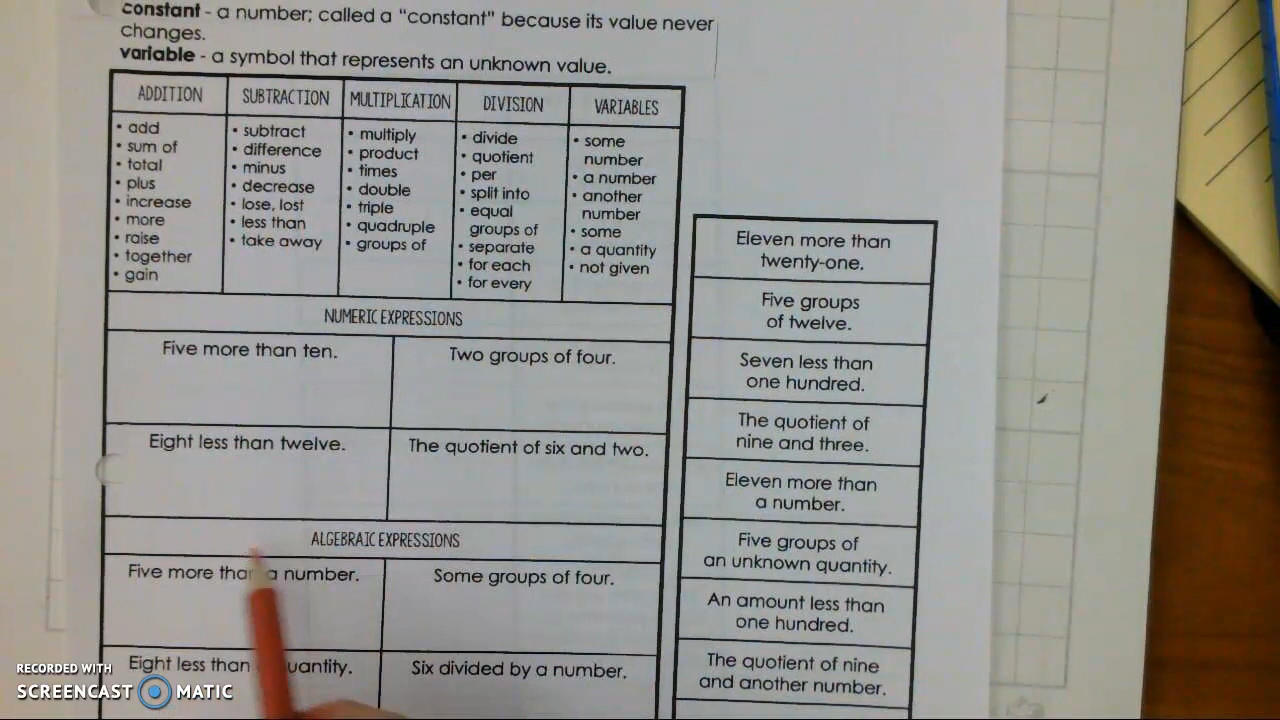 constant - a number; called a “constant” because its value never
changes.
variable - a symbol that represents an unknown value.
ADDITION
• add
• sum of
• total
• plus
• increase
• more
• raise
• together
• gain
SUBTRACTION
• subtract
• difference
• minus
• decrease
• lose, lost
• less than
• take away
MULTIPLICATION
• multiply
• product
• times
• double
• triple
• quadruple
• groups of
DIVISION
• divide
• quotient
• per
• split into
• equal
groups of
• separate
• for each
• for every
VARIABLES
• some
number
• a number
• another
number
• some
• a quantity
• not given
NUMERIC EXPRESSIONS
Five more than ten.
Two groups of four.
Eight less than twelve.
The quotient of six and two.
ALGEBRAIC EXPRESSIONS
Five more than a number.
Some groups of four.
Eight less than quantity.
Six divided by a number.
Eleven more than
twenty-one.
Five groups
of twelve.
Seven less than
one hundred.
The quotient of
nine and three.
Eleven more than
a number.
Five groups of
an unknown quantity.
An amount less than
one hundred.
The quotient of nine
and another number.
RECORDED WITH
SCREENCAST MATIC